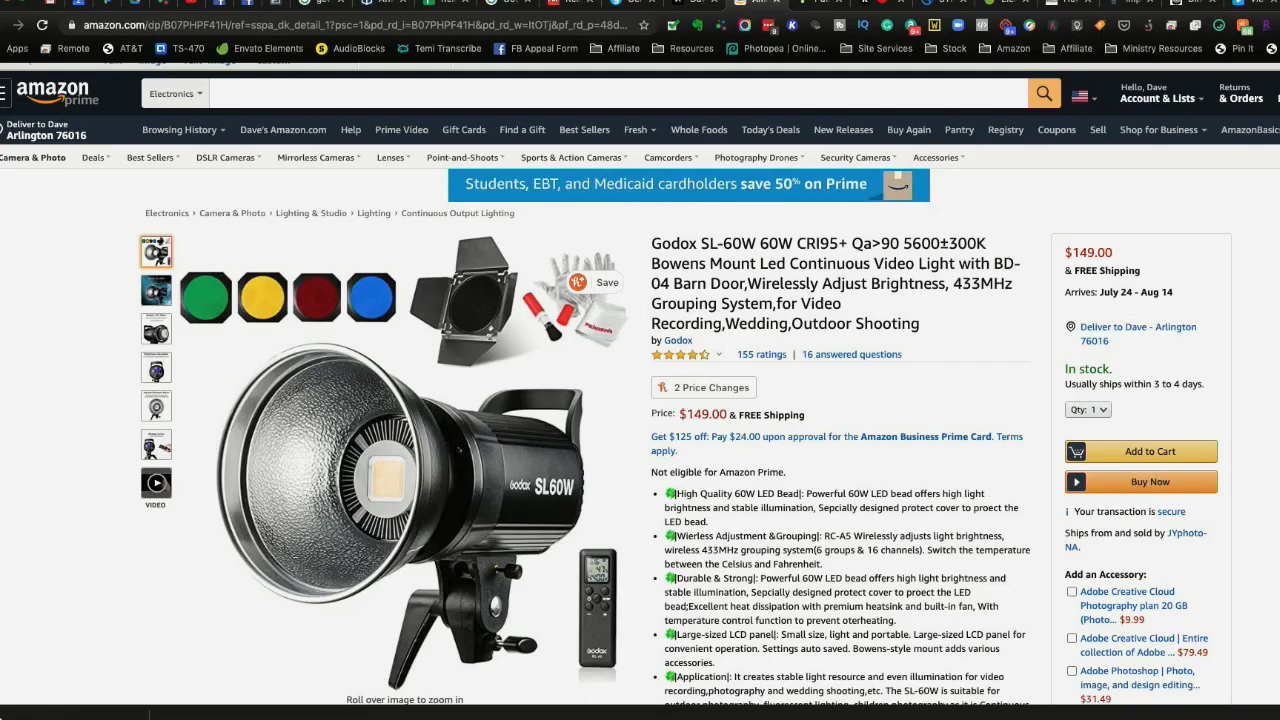 amazon.com/dp/B07PHPF41H/ref=sspa_dk_detail_1?psc=1&pd_rd_i=B07PHPF41H&pd_rd_w=ItOTj&pf_rd_p=48d...
Apps Remote AT&T TS-470 Envato Elements AudioBlocks Temi Transcribe FB Appeal Form Affiliate Resources Photopea | Online... Site Services Stock Amazon Affiliate Ministry Resources Pin It
amazon prime
Electronics
Hello, Dave
Account & Lists
Returns
& Orders
Deliver to Dave
Arlington 76016
Browsing History Dave's Amazon.com Help Prime Video Gift Cards Find a Gift Best Sellers Fresh Whole Foods Today's Deals New Releases Buy Again Pantry Registry Coupons Sell Shop for Business AmazonBasics
Camera & Photo Deals Best Sellers DSLR Cameras Mirrorless Cameras Lenses Point-and-Shoots Sports & Action Cameras Camcorders Photography Drones Security Cameras Accessories
Students, EBT, and Medicaid cardholders save 50% on Prime
Electronics › Camera & Photo › Lighting & Studio › Lighting › Continuous Output Lighting
Save
Godox SL60W
Godox
VIDEO
Roll over image to zoom in
Godox SL-60W 60W CRI95+ Qa>90 5600±300K
Bowens Mount Led Continuous Video Light with BD-
04 Barn Door,Wirelessly Adjust Brightness, 433MHz
Grouping System,for Video
Recording,Wedding,Outdoor Shooting
by Godox
155 ratings | 16 answered questions
2 Price Changes
Price: $149.00 & FREE Shipping
Get $125 off: Pay $24.00 upon approval for the Amazon Business Prime Card. Terms
apply.
Not eligible for Amazon Prime.
• |High Quality 60W LED Bead|: Powerful 60W LED bead offers high light
brightness and stable illumination, Sepcially designed protect cover to proect the
LED bead.
• |Wierless Adjustment &Grouping|: RC-A5 Wirelessly adjusts light brightness,
wireless 433MHz grouping system(6 groups & 16 channels). Switch the temperature
between the Celsius and Fahrenheit.
• |Durable & Strong|: Powerful 60W LED bead offers high light brightness and
stable illumination, Sepcially designed protect cover to proect the LED
bead;Excellent heat dissipation with premium heatsink and built-in fan, With
temperature control function to prevent oterheating.
• |Large-sized LCD panel|: Small size, light and portable. Large-sized LCD panel for
convenient operation. Settings auto saved. Bowens-style mount adds various
accessories.
• |Application|: It creates stable light resource and even illumination for video
recording,photography and wedding shooting,etc. The SL-60W is suitable for
outdoor photography, fluorescent lighting, children photography,as it is Continuous
$149.00
& FREE Shipping
Arrives: July 24 - Aug 14
Deliver to Dave - Arlington
76016
In stock.
Usually ships within 3 to 4 days.
Qty: 1
Add to Cart
Buy Now
Your transaction is secure
Ships from and sold by JYphoto-
NA.
Add an Accessory:
Adobe Creative Cloud
Photography plan 20 GB
(Photo... $9.99
Adobe Creative Cloud | Entire
collection of Adobe ... $79.49
Adobe Photoshop | Photo,
image, and design editing...
$31.49